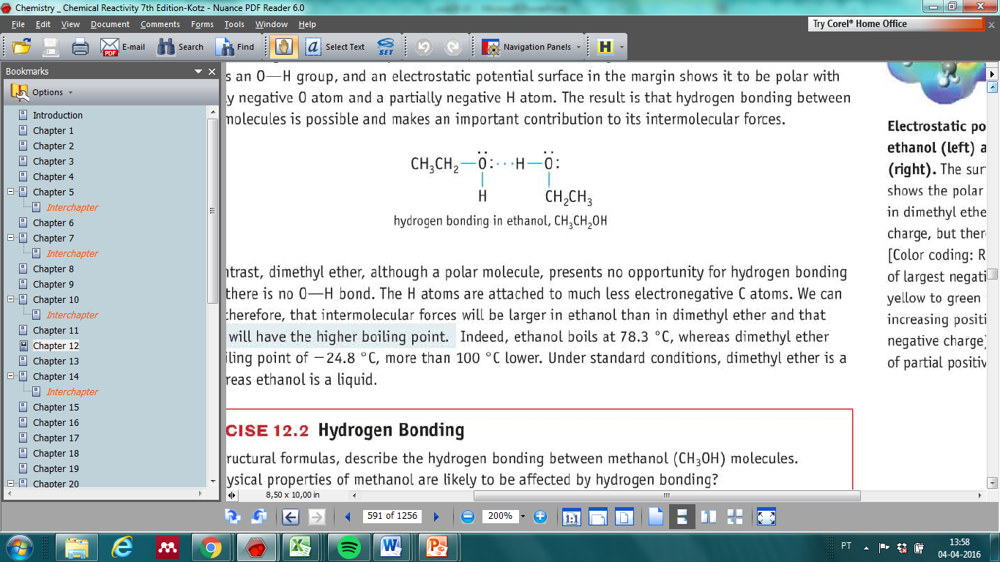 Chemistry _ Chemical Reactivity 7th Edition-Kotz - Nuance PDF Reader 6.0
File Edit View Document Comments Forms Tools Window Help
Try Corel® Home Office
PDF E-mail Search Find a Select Text SET Navigation Panels H
Bookmarks
Options
Introduction
Chapter 1
Chapter 2
Chapter 3
Chapter 4
Chapter 5
Interchapter
Chapter 6
Chapter 7
Interchapter
Chapter 8
Chapter 9
Chapter 10
Interchapter
Chapter 11
Chapter 12
Chapter 13
Chapter 14
Interchapter
Chapter 15
Chapter 16
Chapter 17
Chapter 18
Chapter 19
Chapter 20
s an O—H group, and an electrostatic potential surface in the margin shows it to be polar with
y negative O atom and a partially negative H atom. The result is that hydrogen bonding between
molecules is possible and makes an important contribution to its intermolecular forces.
CH₃CH₂—Ö:···H—Ö:
H CH₂CH₃
hydrogen bonding in ethanol, CH₃CH₂OH
ntrast, dimethyl ether, although a polar molecule, presents no opportunity for hydrogen bonding
there is no O—H bond. The H atoms are attached to much less electronegative C atoms. We can
therefore, that intermolecular forces will be larger in ethanol than in dimethyl ether and that
will have the higher boiling point. Indeed, ethanol boils at 78.3 °C, whereas dimethyl ether
iling point of −24.8 °C, more than 100 °C lower. Under standard conditions, dimethyl ether is a
reas ethanol is a liquid.
CISE 12.2 Hydrogen Bonding
ructural formulas, describe the hydrogen bonding between methanol (CH₃OH) molecules.
ysical properties of methanol are likely to be affected by hydrogen bonding?
Electrostatic po
ethanol (left) a
(right). The sur
shows the polar
in dimethyl ethe
charge, but ther
[Color coding: R
of largest negati
yellow to green
increasing positi
negative charge)
of partial positiv
8,50 x 10,00 in
591 of 1256 200% 1:1
PT 13:58
04-04-2016